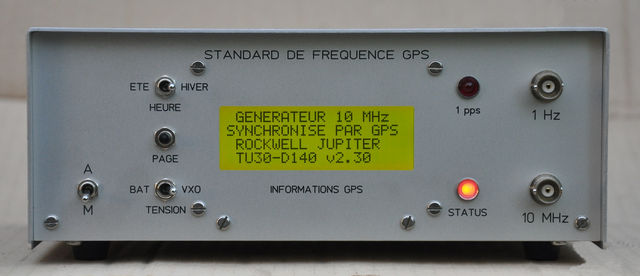 STANDARD DE FREQUENCE GPS
ETE HIVER
HEURE
PAGE
A
M
BAT VXO
TENSION
GENERATEUR 10 MHz
SYNCHRONISE PAR GPS
ROCKWELL JUPITER
TU30-D140 v2.30
INFORMATIONS GPS
1 pps
STATUS
1 Hz
10 MHz